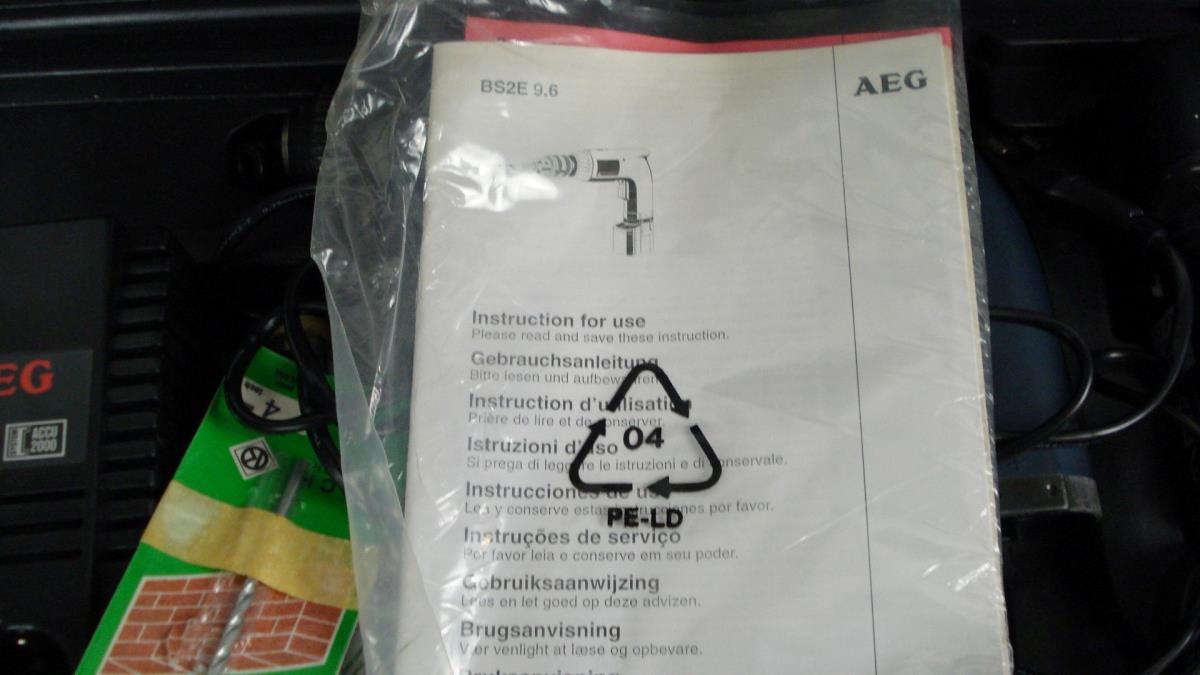 BS2E 9.6
AEG
Instruction for use
Please read and save these instruction.
Gebrauchsanleitung
Bitte lesen und aufbewahren
Instruction d'utilisation
Prière de lire et de conserver.
Istruzioni d'uso
Si prega di leggere le istruzioni e di conservale.
Instrucciones de uso
Lea y conserve estas instrucciones por favor.
Instruções de serviço
Por favor leia e conserve em seu poder.
Gebruiksaanwijzing
Lees en let goed op deze advizen.
Brugsanvisning
Vær venlight at læse og opbevare.
04
PE-LD
EG
ACCU
2000
4